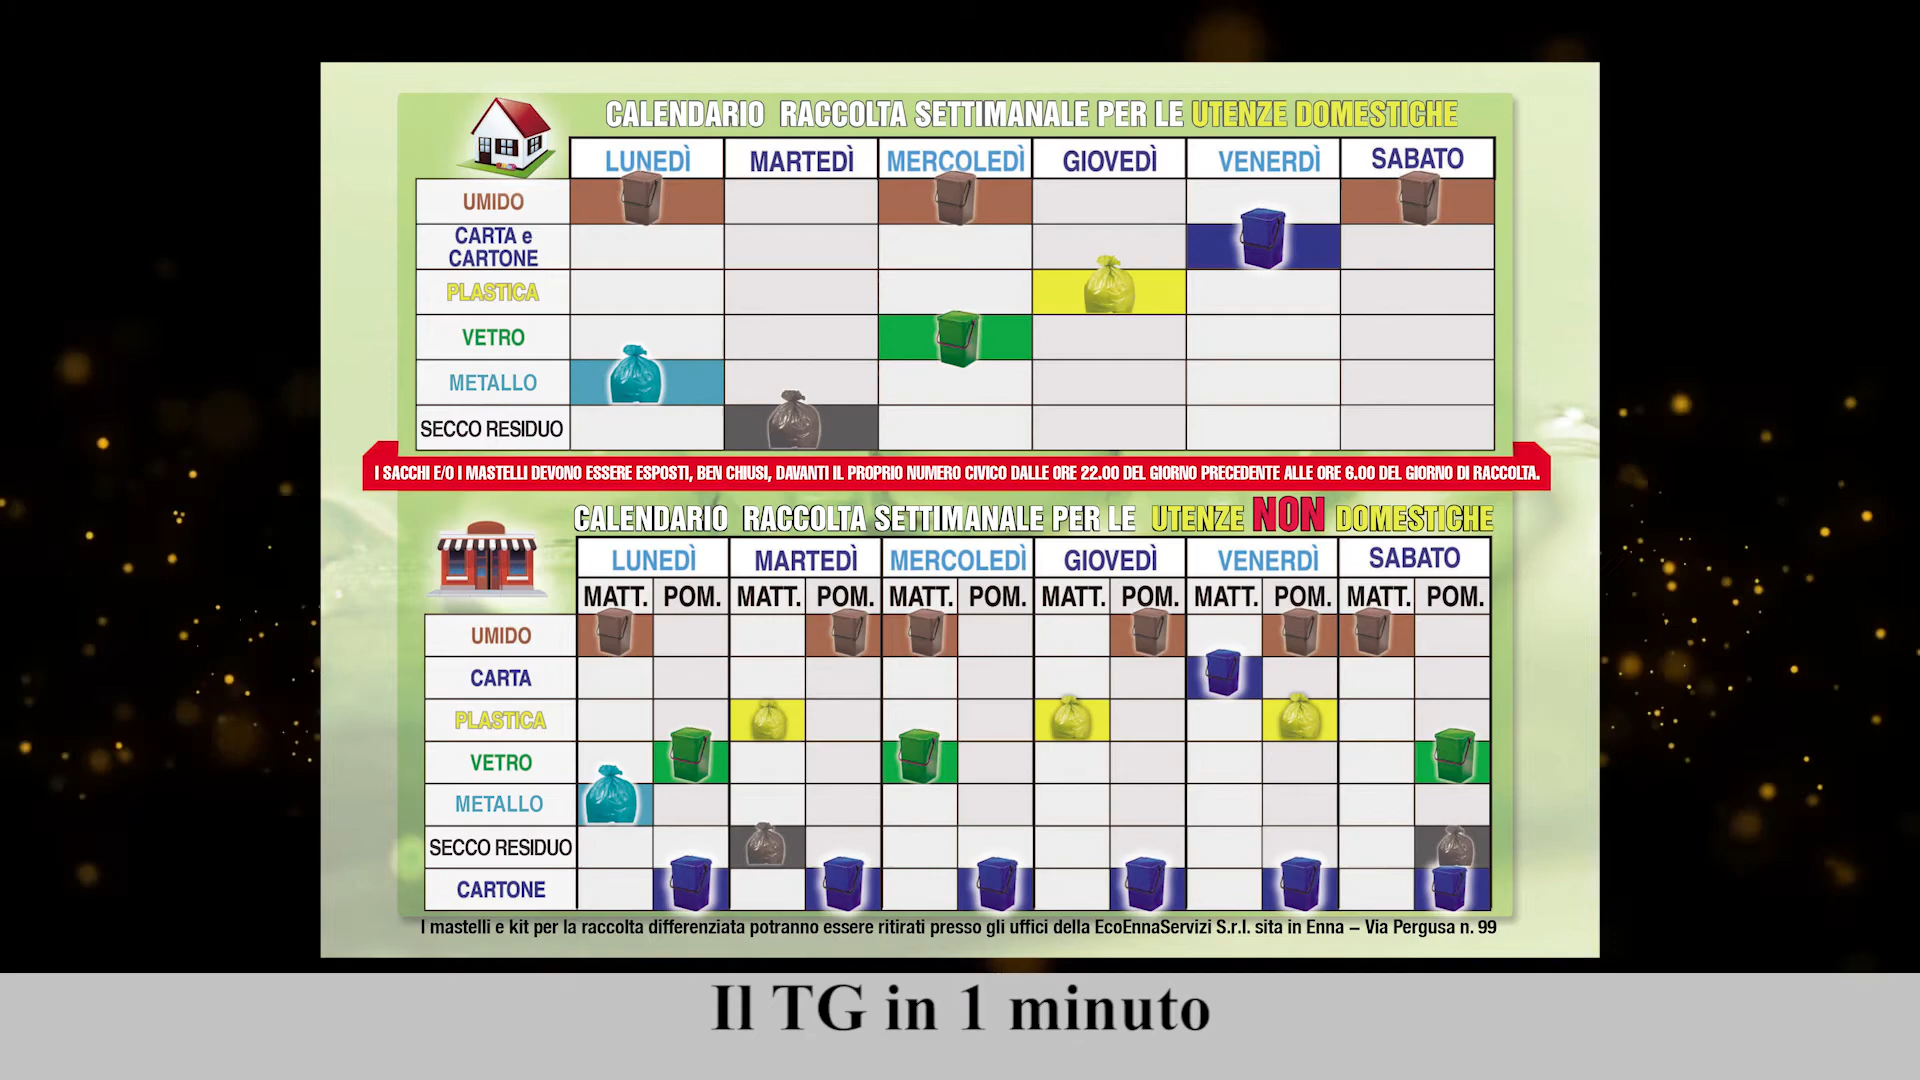 CALENDARIO RACCOLTA SETTIMANALE PER LE UTENZE DOMESTICHE
LUNEDÌ MARTEDÌ MERCOLEDÌ GIOVEDÌ VENERDÌ SABATO
UMIDO
CARTA e
CARTONE
PLASTICA
VETRO
METALLO
SECCO RESIDUO
I SACCHI E/O I MASTELLI DEVONO ESSERE ESPOSTI, BEN CHIUSI, DAVANTI IL PROPRIO NUMERO CIVICO DALLE ORE 22.00 DEL GIORNO PRECEDENTE ALLE ORE 6.00 DEL GIORNO DI RACCOLTA.
CALENDARIO RACCOLTA SETTIMANALE PER LE UTENZE NON DOMESTICHE
LUNEDÌ MARTEDÌ MERCOLEDÌ GIOVEDÌ VENERDÌ SABATO
MATT. POM. MATT. POM. MATT. POM. MATT. POM. MATT. POM. MATT. POM.
UMIDO
CARTA
PLASTICA
VETRO
METALLO
SECCO RESIDUO
CARTONE
I mastelli e kit per la raccolta differenziata potranno essere ritirati presso gli uffici della EcoEnnaServizi S.r.l. sita in Enna – Via Pergusa n. 99
Il TG in 1 minuto